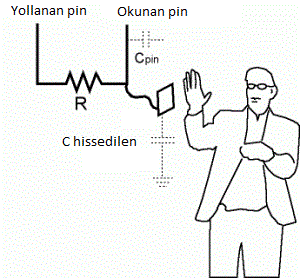 Yollanan pin
Okunan pin
Cpin
R
C hissedilen